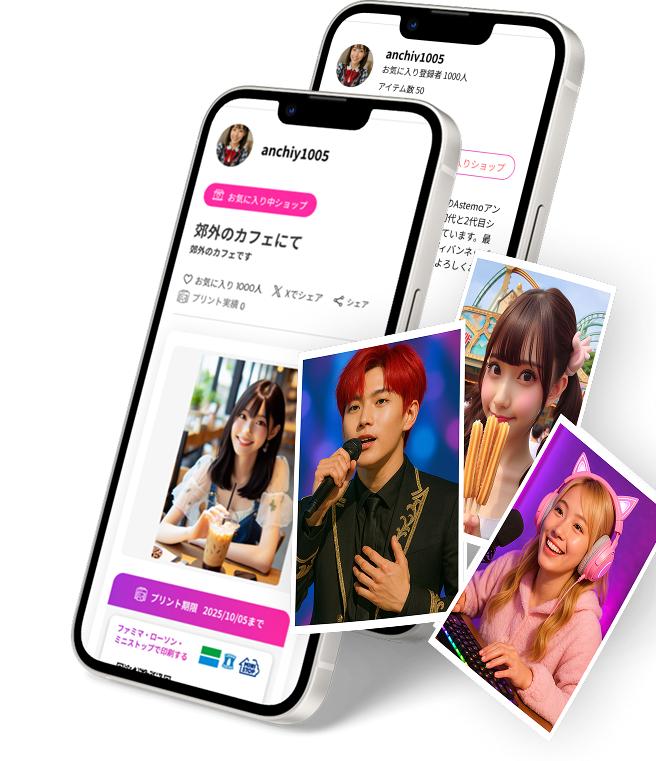 anchiy1005
お気に入り登録者 1000人
アイテム数 50
入りショップ
のAstemoアン
初代と2代目シ
ています。最
よろしく
anchiy1005
お気に入り中ショップ
郊外のカフェにて
郊外のカフェです
お気に入り 1000人
Xでシェア
シェア
プリント実績 0
プリント期限 2025/10/05まで
ファミマ・ローソン・
ミニストップで印刷する
MINI
STOP